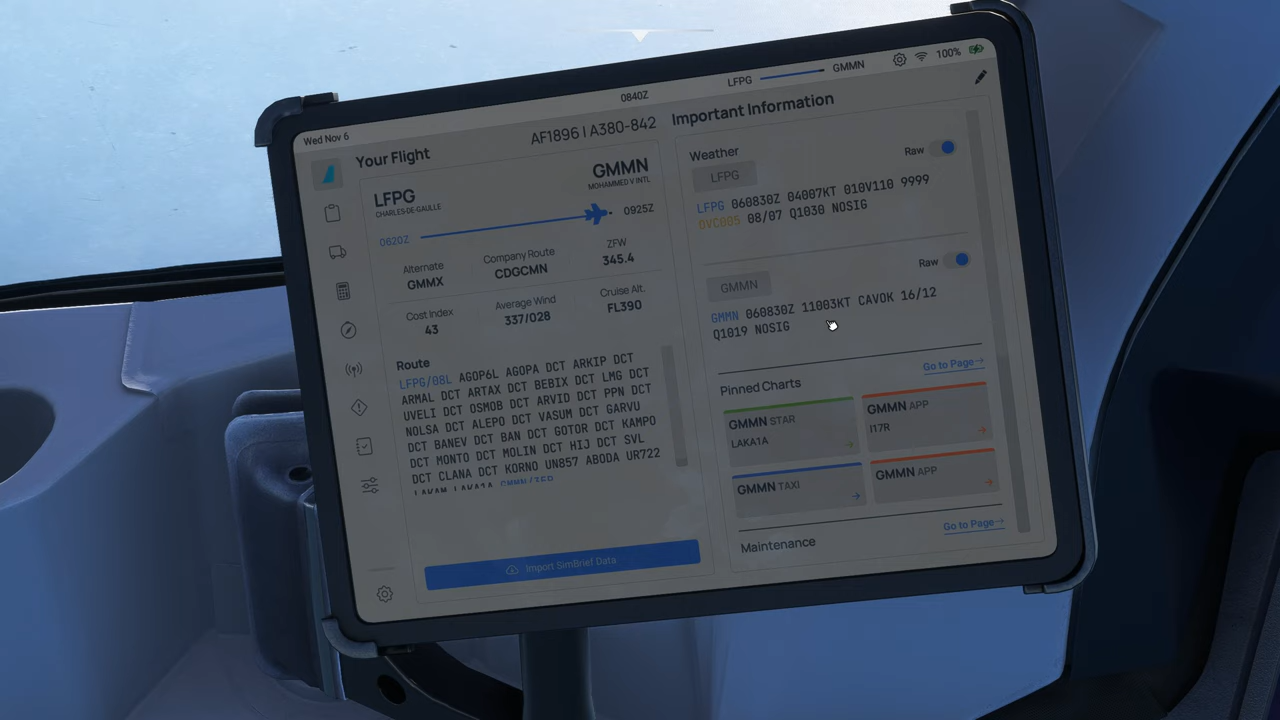 Wed Nov 6
0840Z
LFPG
GMMN
100%
Your Flight
AF1896 | A380-842
LFPG
CHARLES-DE-GAULLE
GMMN
MOHAMMED V INTL
0620Z
0925Z
Alternate
GMMX
Company Route
CDGCMN
ZFW
345.4
Cost Index
43
Average Wind
337/028
Cruise Alt.
FL390
Route
LFPG/08L AGOP6L AGOPA DCT ARKIP DCT
ARMAL DCT ARTAX DCT BEBIX DCT LMG DCT
UVELI DCT OSMOB DCT ARVID DCT PPN DCT
NOLSA DCT ALEPO DCT VASUM DCT GARVU
DCT BANEV DCT BAN DCT GOTOR DCT KAMPO
DCT MONTO DCT MOLIN DCT HIJ DCT SVL
DCT CLANA DCT KORNO UN857 ABODA UR722
LAKAM LAKA1A
Import SimBrief Data
Important Information
Weather
Raw
LFPG
LFPG 060830Z 04007KT 010V110 9999
OVC005 08/07 Q1030 NOSIG
Raw
GMMN
GMMN 060830Z 11003KT CAVOK 16/12
Q1019 NOSIG
Go to Page
Pinned Charts
GMMN STAR
LAKA1A
GMMN APP
I17R
GMMN TAXI
GMMN APP
Go to Page
Maintenance